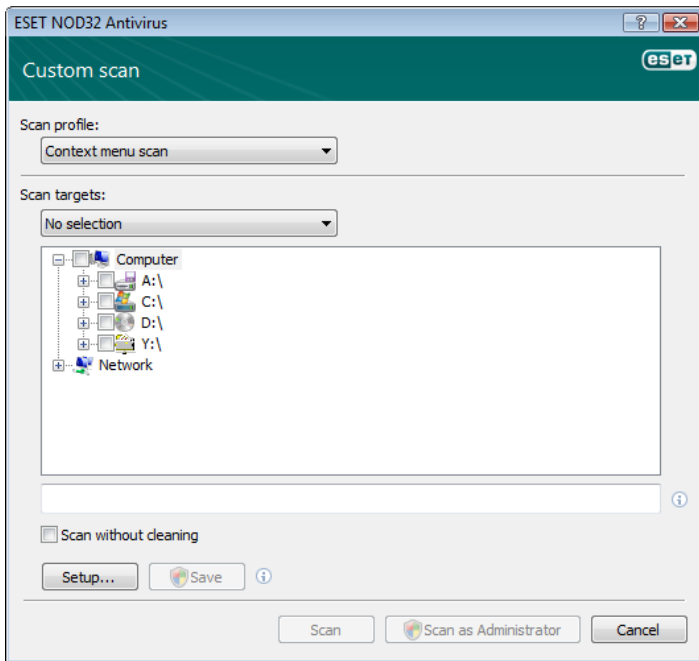 ESET NOD32 Antivirus
Custom scan
eseT
Scan profile:
Context menu scan
Scan targets:
No selection
Computer
A:\
C:\
D:\
Y:\
Network
Scan without cleaning
Setup...
Save
Scan
Scan as Administrator
Cancel